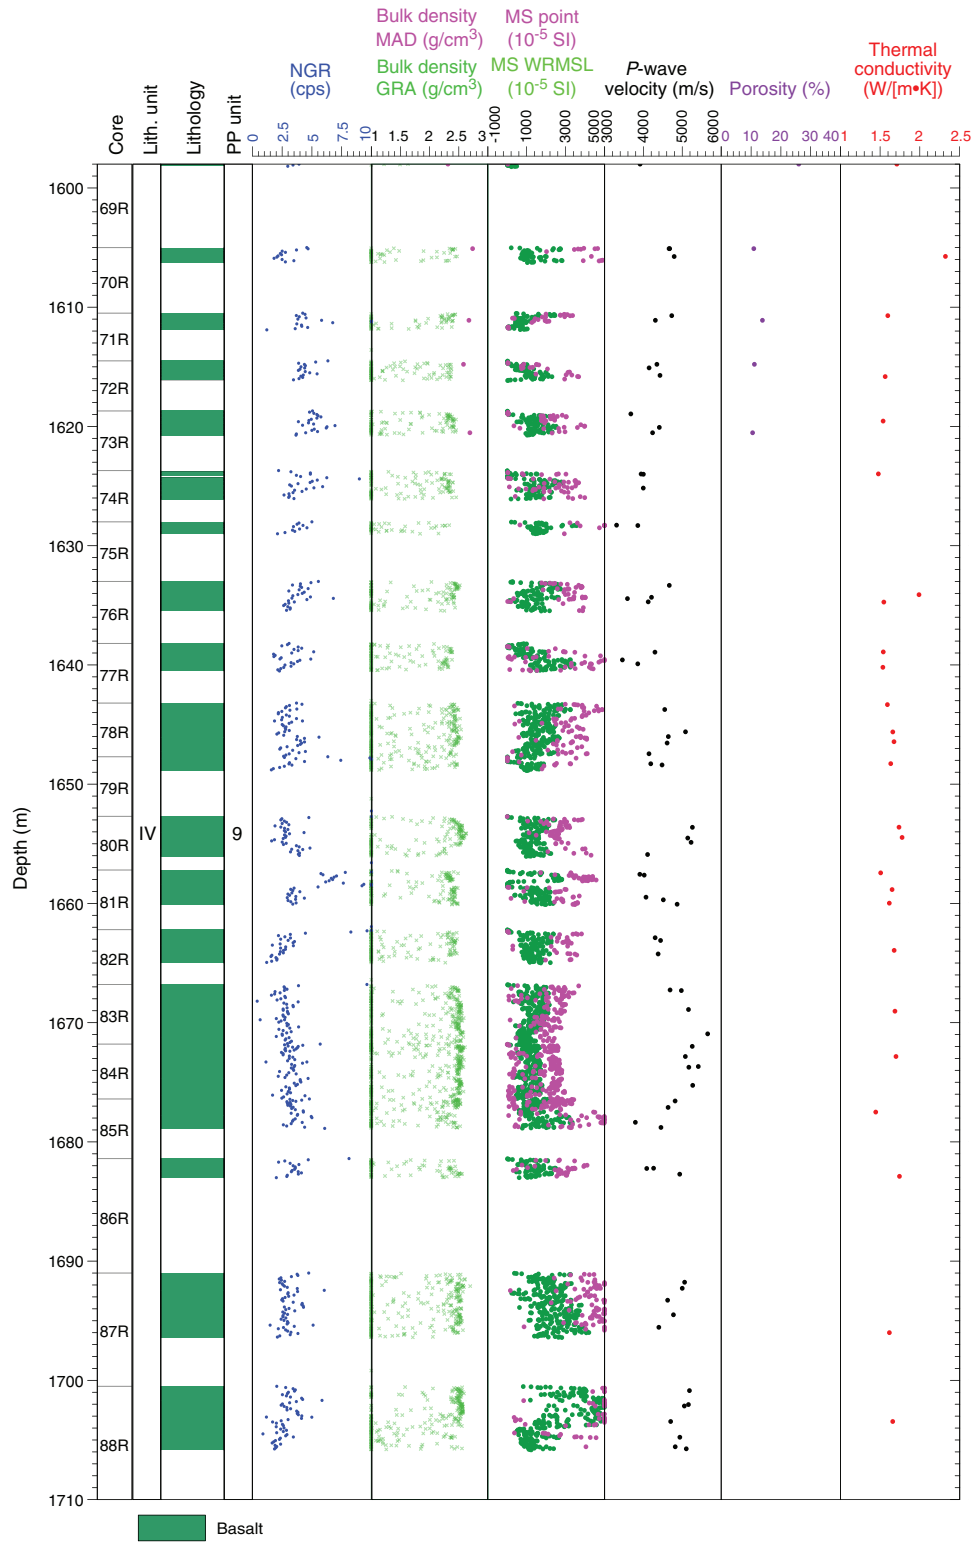 Bulk density
MAD (g/cm³)
MS point
(10⁻⁵ SI)
NGR
(cps)
Bulk density
GRA (g/cm³)
MS WRMSL
(10⁻⁵ SI)
P-wave
velocity (m/s)
Porosity (%)
Thermal
conductivity
(W/[m•K])
Core
Lith. unit
Lithology
PP unit
0 2.5 5 7.5 10
1 1.5 2 2.5 3
-1000 1000 3000 5000
3000 4000 5000 6000
0 10 20 30 40
1 1.5 2 2.5
Depth (m)
1600
69R
70R
1610
71R
72R
1620
73R
74R
1630
75R
76R
1640
77R
78R
1650
79R
IV
9
80R
1660
81R
82R
1670
83R
84R
1680
85R
86R
1690
87R
1700
88R
1710
Basalt